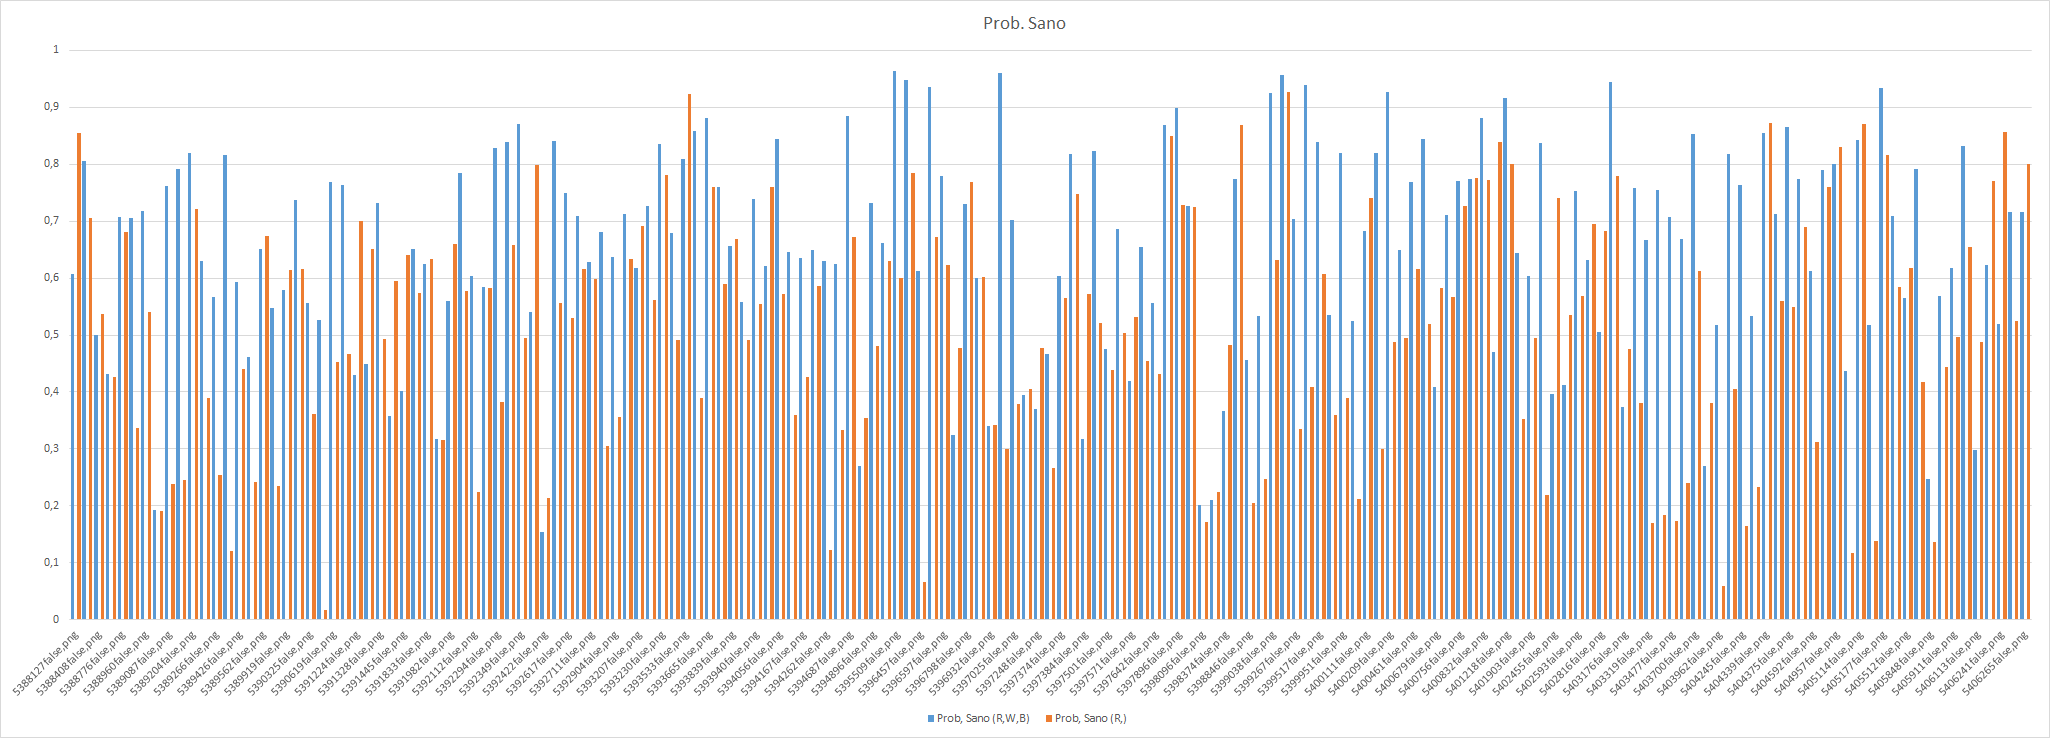 Prob. Sano
1
0,9
0,8
0,7
0,6
0,5
0,4
0,3
0,2
0,1
0
5388127false.png
5388408false.png
5388776false.png
5388960false.png
5389087false.png
5389204false.png
5389266false.png
5389426false.png
5389562false.png
5389819false.png
5390325false.png
5390619false.png
5391224false.png
5391328false.png
5391445false.png
5391833false.png
5391982false.png
5392112false.png
5392294false.png
5392349false.png
5392422false.png
5392617false.png
5392711false.png
5392904false.png
5393207false.png
5393230false.png
5393533false.png
5393665false.png
5393839false.png
5393940false.png
5394056false.png
5394167false.png
5394262false.png
5394687false.png
5394896false.png
5395509false.png
5396457false.png
5396597false.png
5396798false.png
5396932false.png
5397025false.png
5397248false.png
5397374false.png
5397384false.png
5397501false.png
5397571false.png
5397642false.png
5397896false.png
5398096false.png
5398374false.png
5398846false.png
5399038false.png
5399267false.png
5399517false.png
5399951false.png
5400111false.png
5400209false.png
5400461false.png
5400679false.png
5400756false.png
5400832false.png
5401218false.png
5401903false.png
5402455false.png
5402593false.png
5402816false.png
5403176false.png
5403319false.png
5403477false.png
5403700false.png
5403962false.png
5404245false.png
5404339false.png
5404375false.png
5404592false.png
5404957false.png
5405114false.png
5405177false.png
5405512false.png
5405848false.png
5405911false.png
5406113false.png
5406241false.png
5406265false.png
Prob, Sano (R,W,B) Prob, Sano (R,)